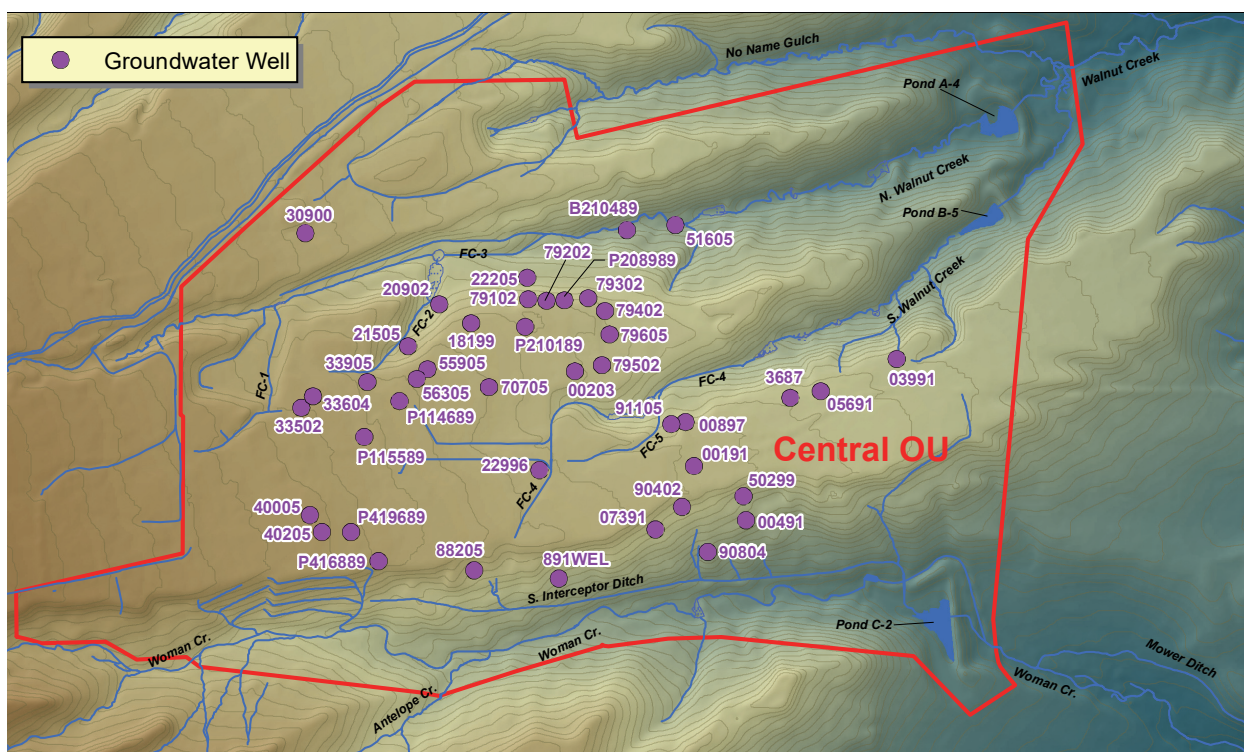 Groundwater Well
No Name Gulch
Walnut Creek
Pond A-4
N. Walnut Creek
Pond B-5
30900
B210489
51605
FC-3
79202
P208989
22205
79302
20902
79102
79402
FC-2
S. Walnut Creek
21505
18199
P210189
79605
33905
55905
79502
FC-1
FC-4
03991
56305
70705
00203
3687
33604
91105
05691
33502
P114689
00897
FC-5
Central OU
P115589
00191
22996
50299
FC-4
90402
40005
P419689
07391
00491
40205
P416889
88205
891WEL
90804
S. Interceptor Ditch
Pond C-2
Woman Cr.
Woman Cr.
Mower Ditch
Woman Cr.
Antelope Cr.